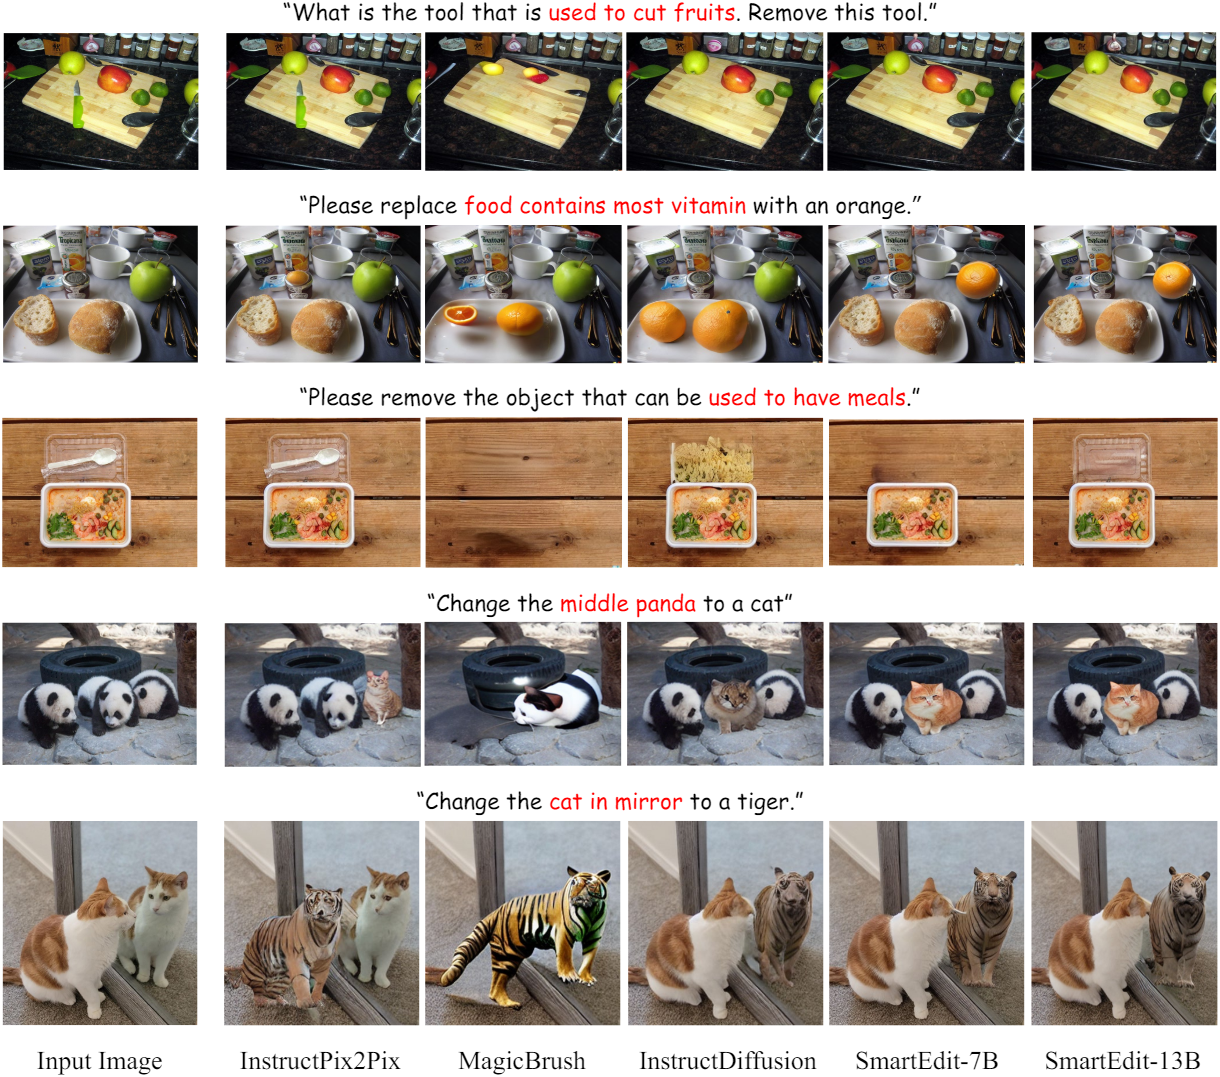 “What is the tool that is used to cut fruits. Remove this tool.”
“Please replace food contains most vitamin with an orange.”
“Please remove the object that can be used to have meals.”
“Change the middle panda to a cat”
“Change the cat in mirror to a tiger.”
Input Image InstructPix2Pix MagicBrush InstructDiffusion SmartEdit-7B SmartEdit-13B